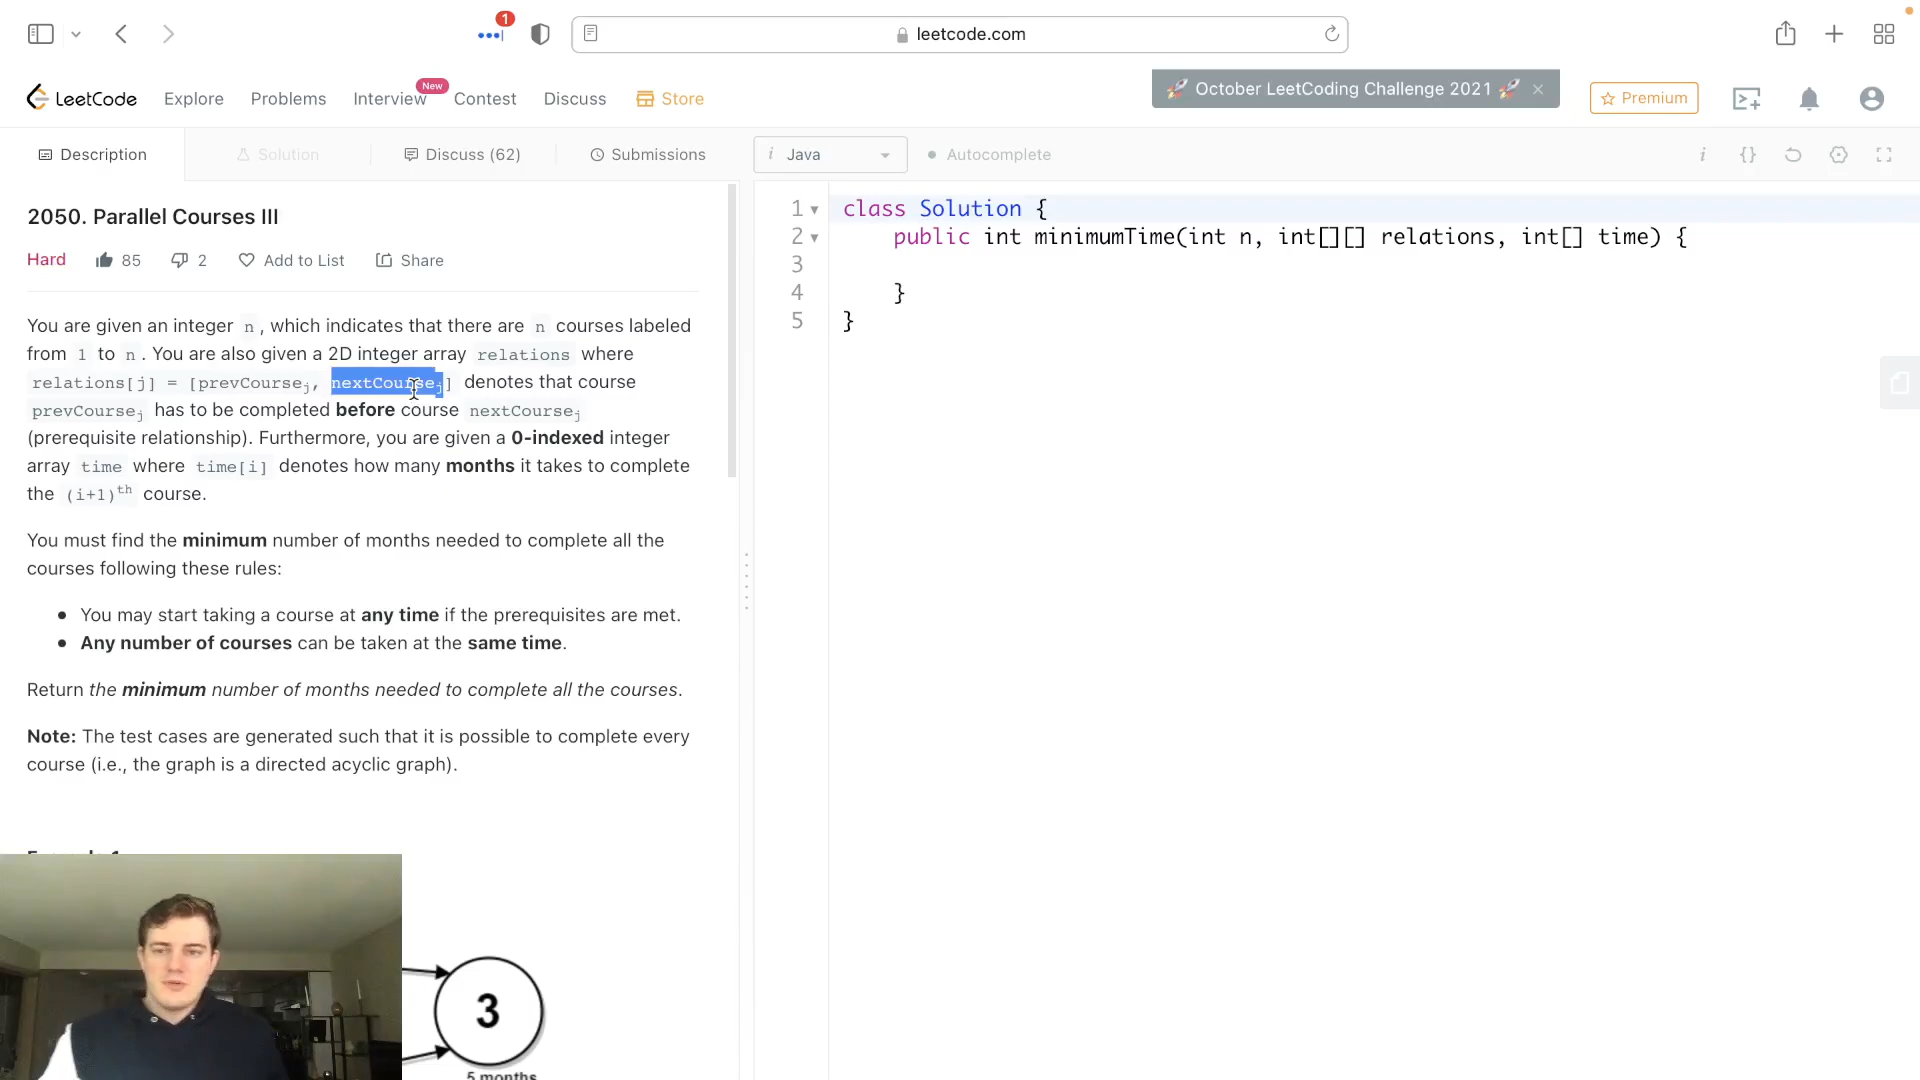 1
leetcode.com
LeetCode Explore Problems Interview New Contest Discuss Store
🚀 October LeetCoding Challenge 2021 🚀 ×
Premium
Description Solution Discuss (62) Submissions
i Java Autocomplete
i {}
2050. Parallel Courses III
Hard 85 2 Add to List Share
You are given an integer n, which indicates that there are n courses labeled
from 1 to n. You are also given a 2D integer array relations where
relations[j] = [prevCoursej, nextCoursej] denotes that course
prevCoursej has to be completed before course nextCoursej
(prerequisite relationship). Furthermore, you are given a 0-indexed integer
array time where time[i] denotes how many months it takes to complete
the (i+1)th course.
You must find the minimum number of months needed to complete all the
courses following these rules:
• You may start taking a course at any time if the prerequisites are met.
• Any number of courses can be taken at the same time.
Return the minimum number of months needed to complete all the courses.
Note: The test cases are generated such that it is possible to complete every
course (i.e., the graph is a directed acyclic graph).
3
5 months
1 class Solution {
2 public int minimumTime(int n, int[][] relations, int[] time) {
3
4 }
5 }